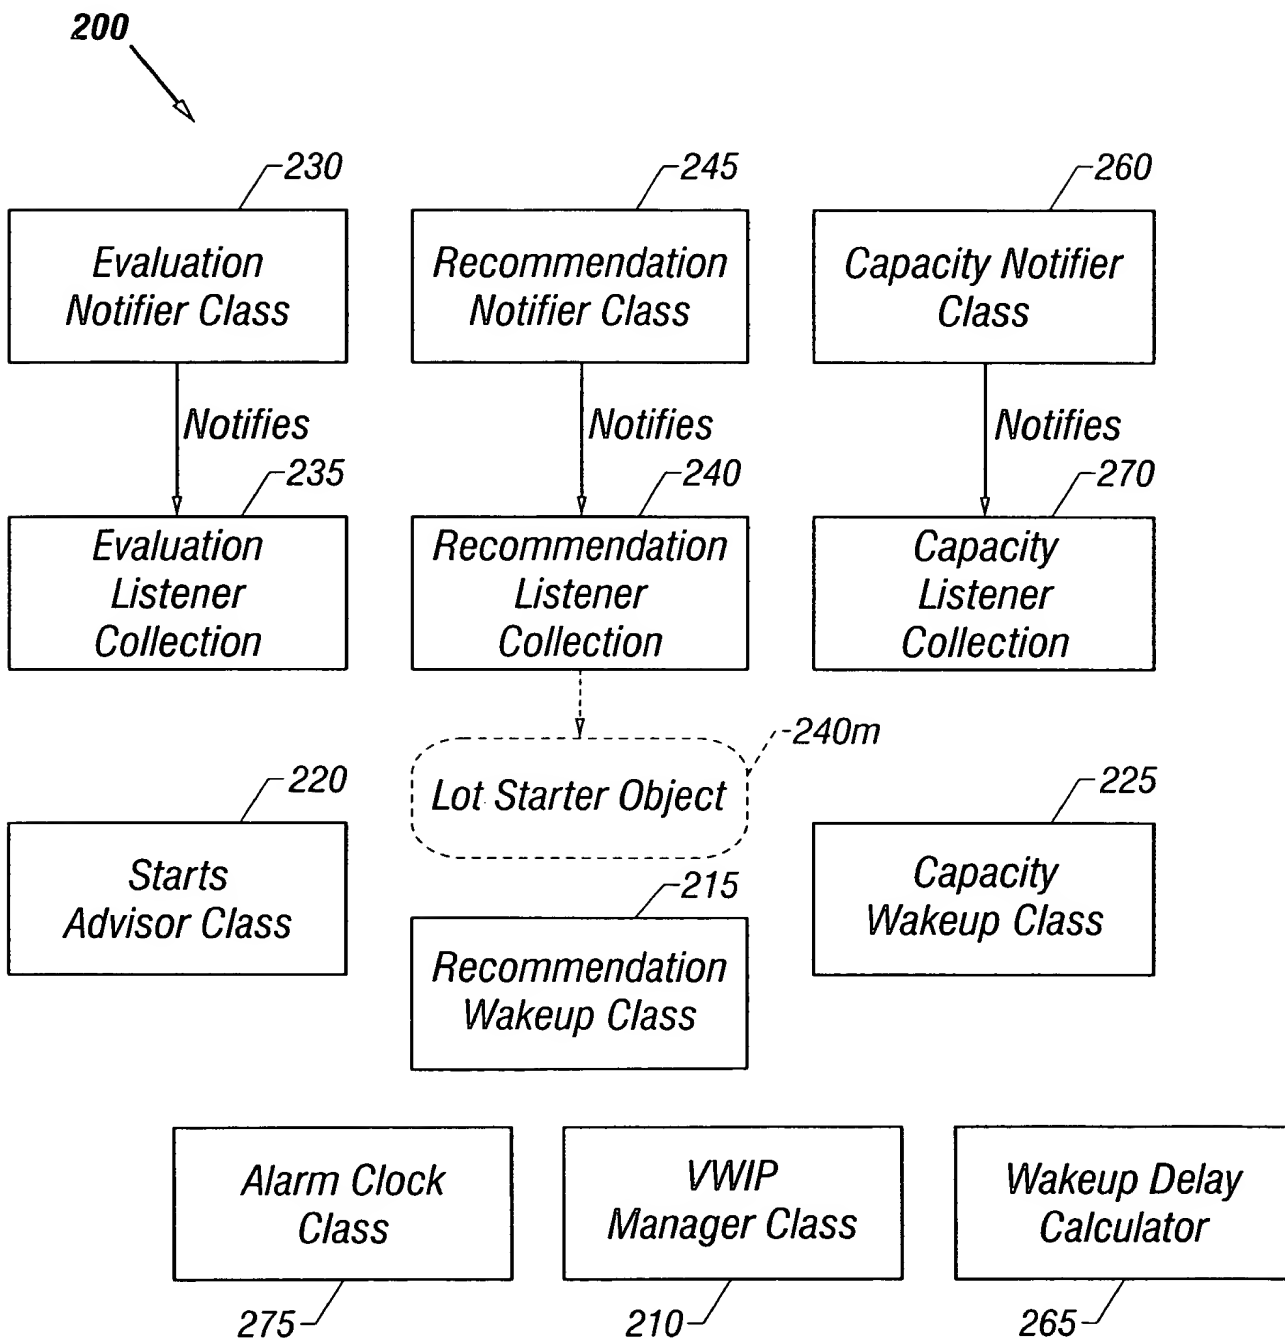 200
230
245
260
Evaluation
Notifier Class
Recommendation
Notifier Class
Capacity Notifier
Class
Notifies
Notifies
Notifies
235
240
270
Evaluation
Listener
Collection
Recommendation
Listener
Collection
Capacity
Listener
Collection
240m
Lot Starter Object
220
225
Starts
Advisor Class
Capacity
Wakeup Class
215
Recommendation
Wakeup Class
Alarm Clock
Class
VWIP
Manager Class
Wakeup Delay
Calculator
275
210
265